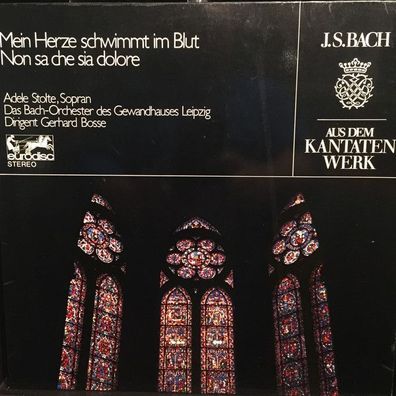 Mein Herze schwimmt im Blut
Non sa che sia dolore
Adele Stolte, Sopran
Das Bach-Orchester des Gewandhauses Leipzig
Dirigent Gerhard Bosse
eurodisc
STEREO
J.S.BACH
AUS DEM
KANTATEN
WERK